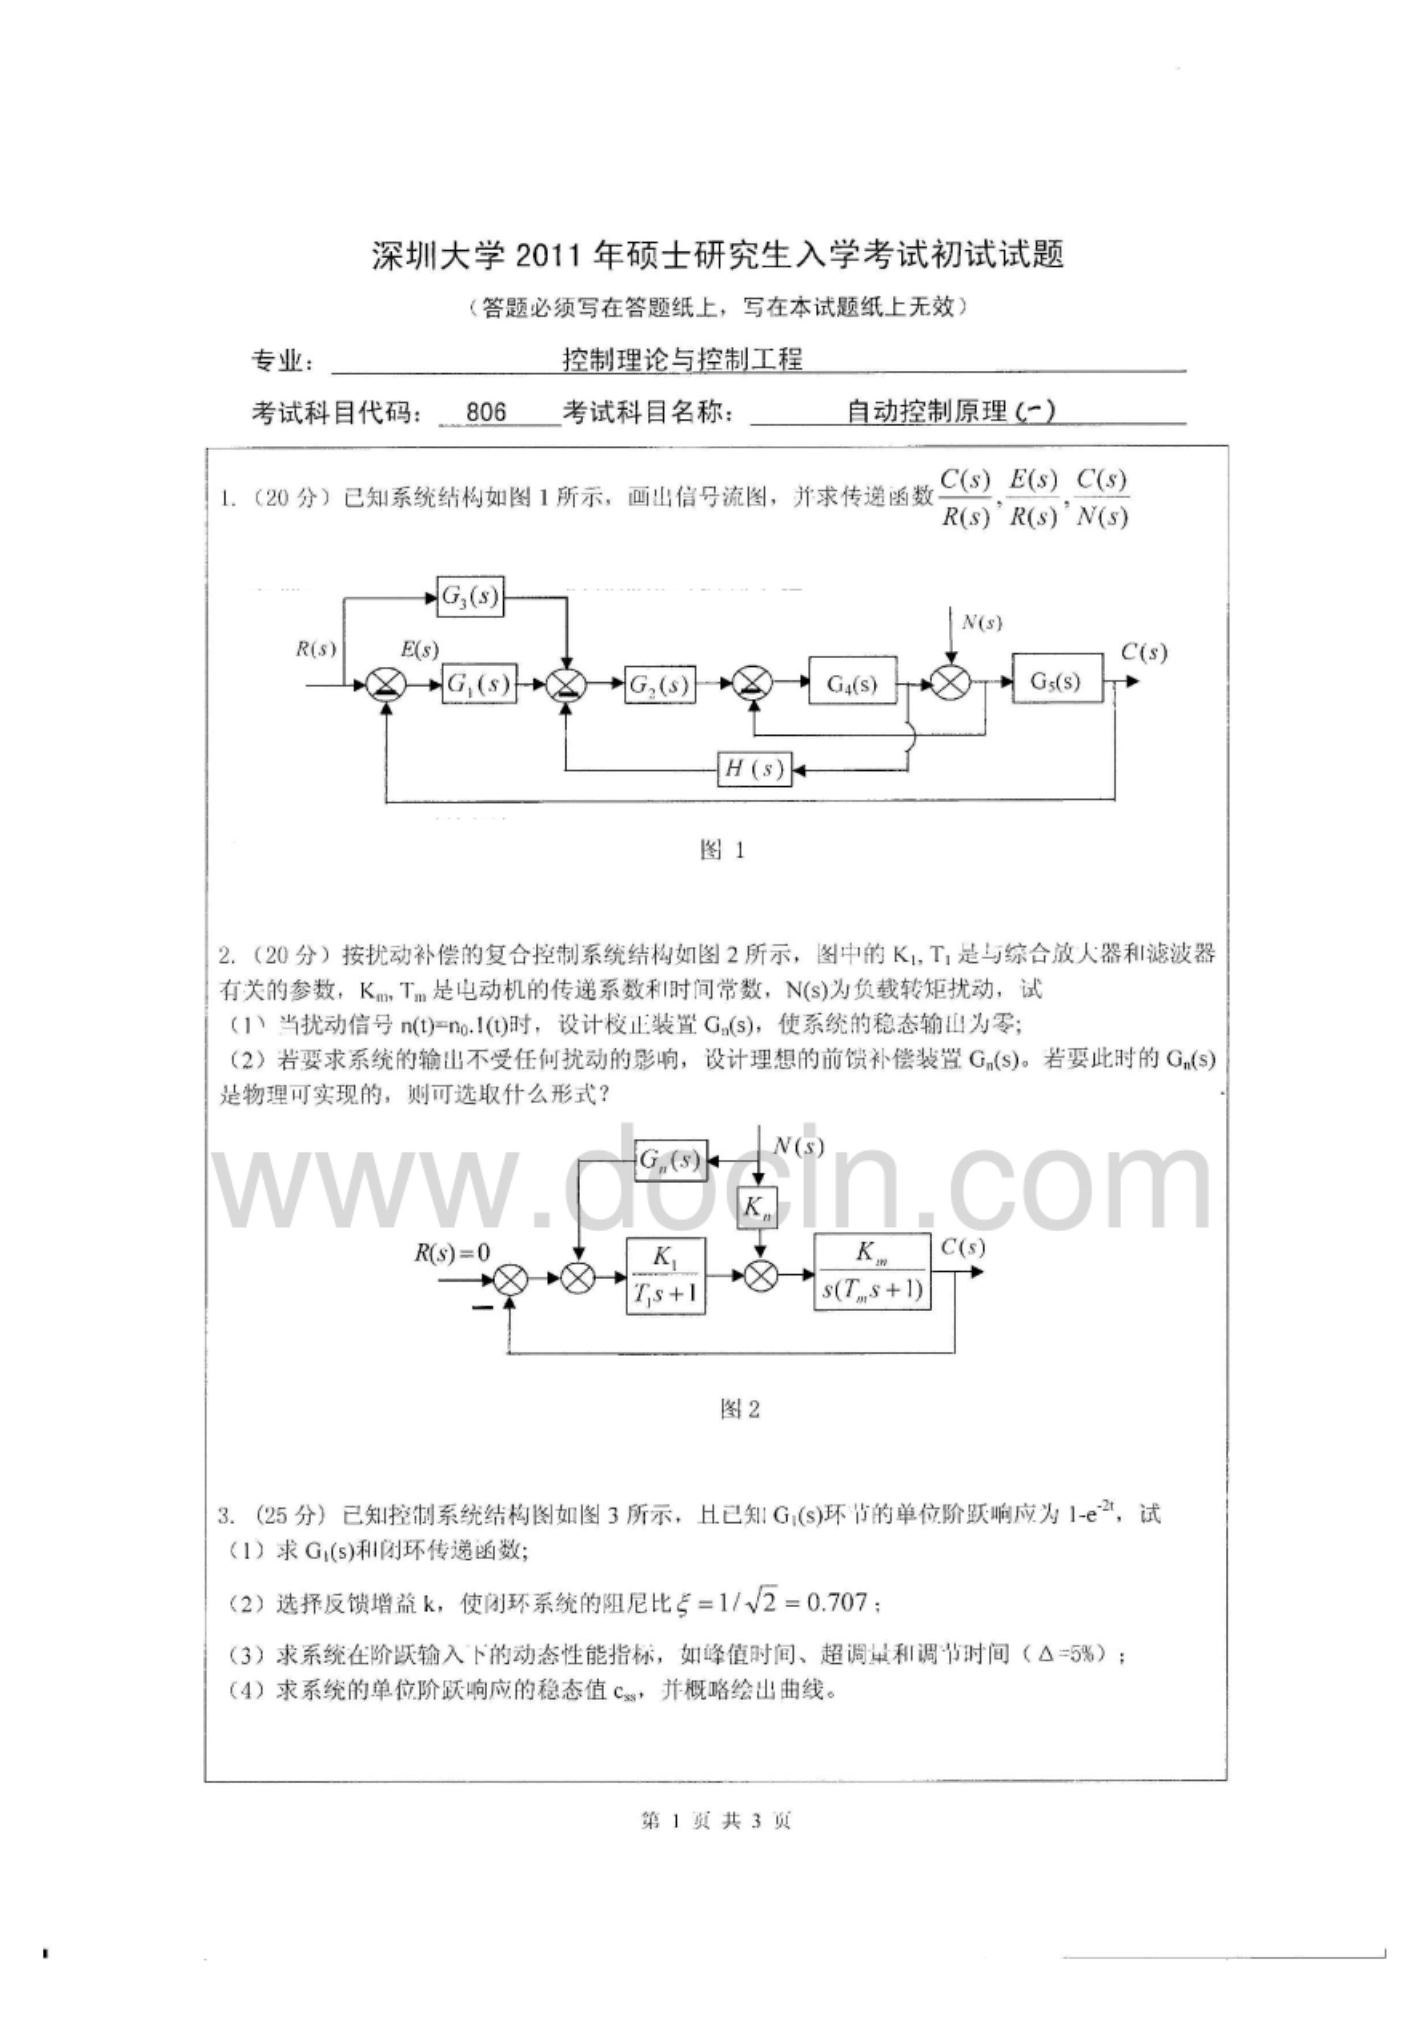 深圳大学 2011 年硕士研究生入学考试初试试题
（答题必须写在答题纸上，写在本试题纸上无效）
专业： 控制理论与控制工程
考试科目代码： 806 考试科目名称： 自动控制原理(一)
1.（20 分）已知系统结构如图 1 所示，画出信号流图，并求传递函数 C(s)/R(s), E(s)/R(s), C(s)/N(s)
G₃(s)
N(s)
R(s) E(s) C(s)
G₁(s) G₂(s) G₄(s) G₅(s)
H(s)
图 1
2.（20 分）按扰动补偿的复合控制系统结构如图 2 所示，图中的 K₁, T₁ 是与综合放大器和滤波器
有关的参数，Kₘ, Tₘ 是电动机的传递系数和时间常数，N(s)为负载转矩扰动，试
（1）当扰动信号 n(t)=n₀.1(t)时，设计校正装置 Gₙ(s)，使系统的稳态输出为零;
（2）若要求系统的输出不受任何扰动的影响，设计理想的前馈补偿装置 Gₙ(s)。若要此时的 Gₙ(s)
是物理可实现的，则可选取什么形式？
www.docin.com
N(s)
Gₙ(s)
Kₙ
R(s)=0 K₁/(T₁s+1) Kₘ/(s(Tₘs+1)) C(s)
−
图 2
3.（25 分）已知控制系统结构图如图 3 所示，且已知 G₁(s)环节的单位阶跃响应为 1-e⁻²ᵗ，试
（1）求 G₁(s)和闭环传递函数;
（2）选择反馈增益 k，使闭环系统的阻尼比 ξ=1/√2=0.707；
（3）求系统在阶跃输入下的动态性能指标，如峰值时间、超调量和调节时间（Δ=5%）；
（4）求系统的单位阶跃响应的稳态值 cₛₛ，并概略绘出曲线。
第 1 页 共 3 页